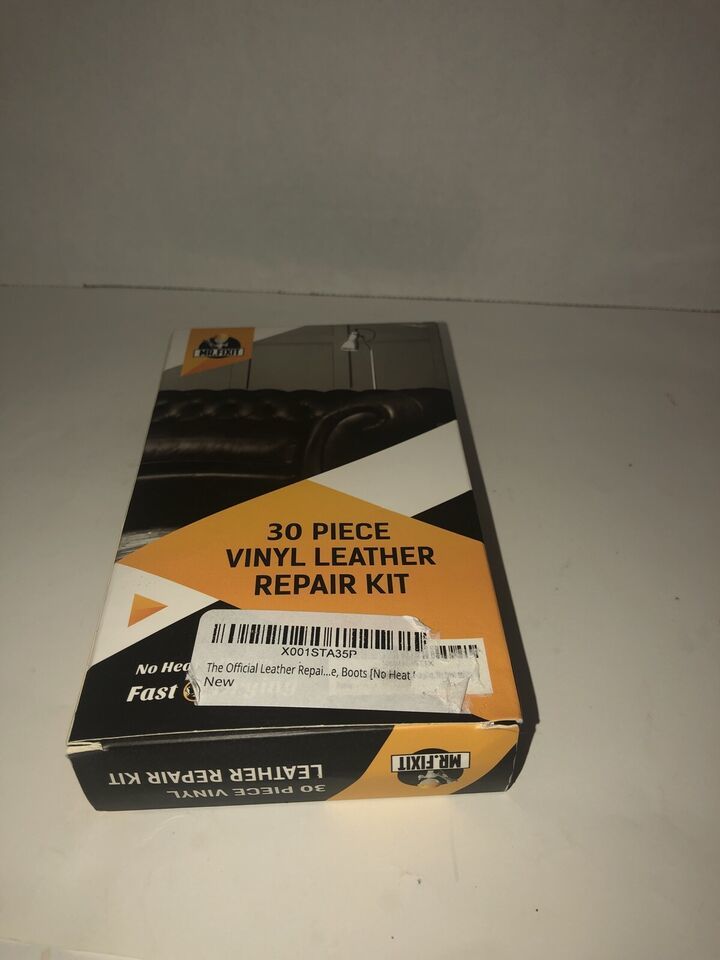 MR.FIXIT
30 PIECE
VINYL LEATHER
REPAIR KIT
X001STA35P
The Official Leather Repai...e, Boots [No Heat
New
No Hea
Fast
30 PIECE VINYL
LEATHER REPAIR KIT
MR.FIXIT